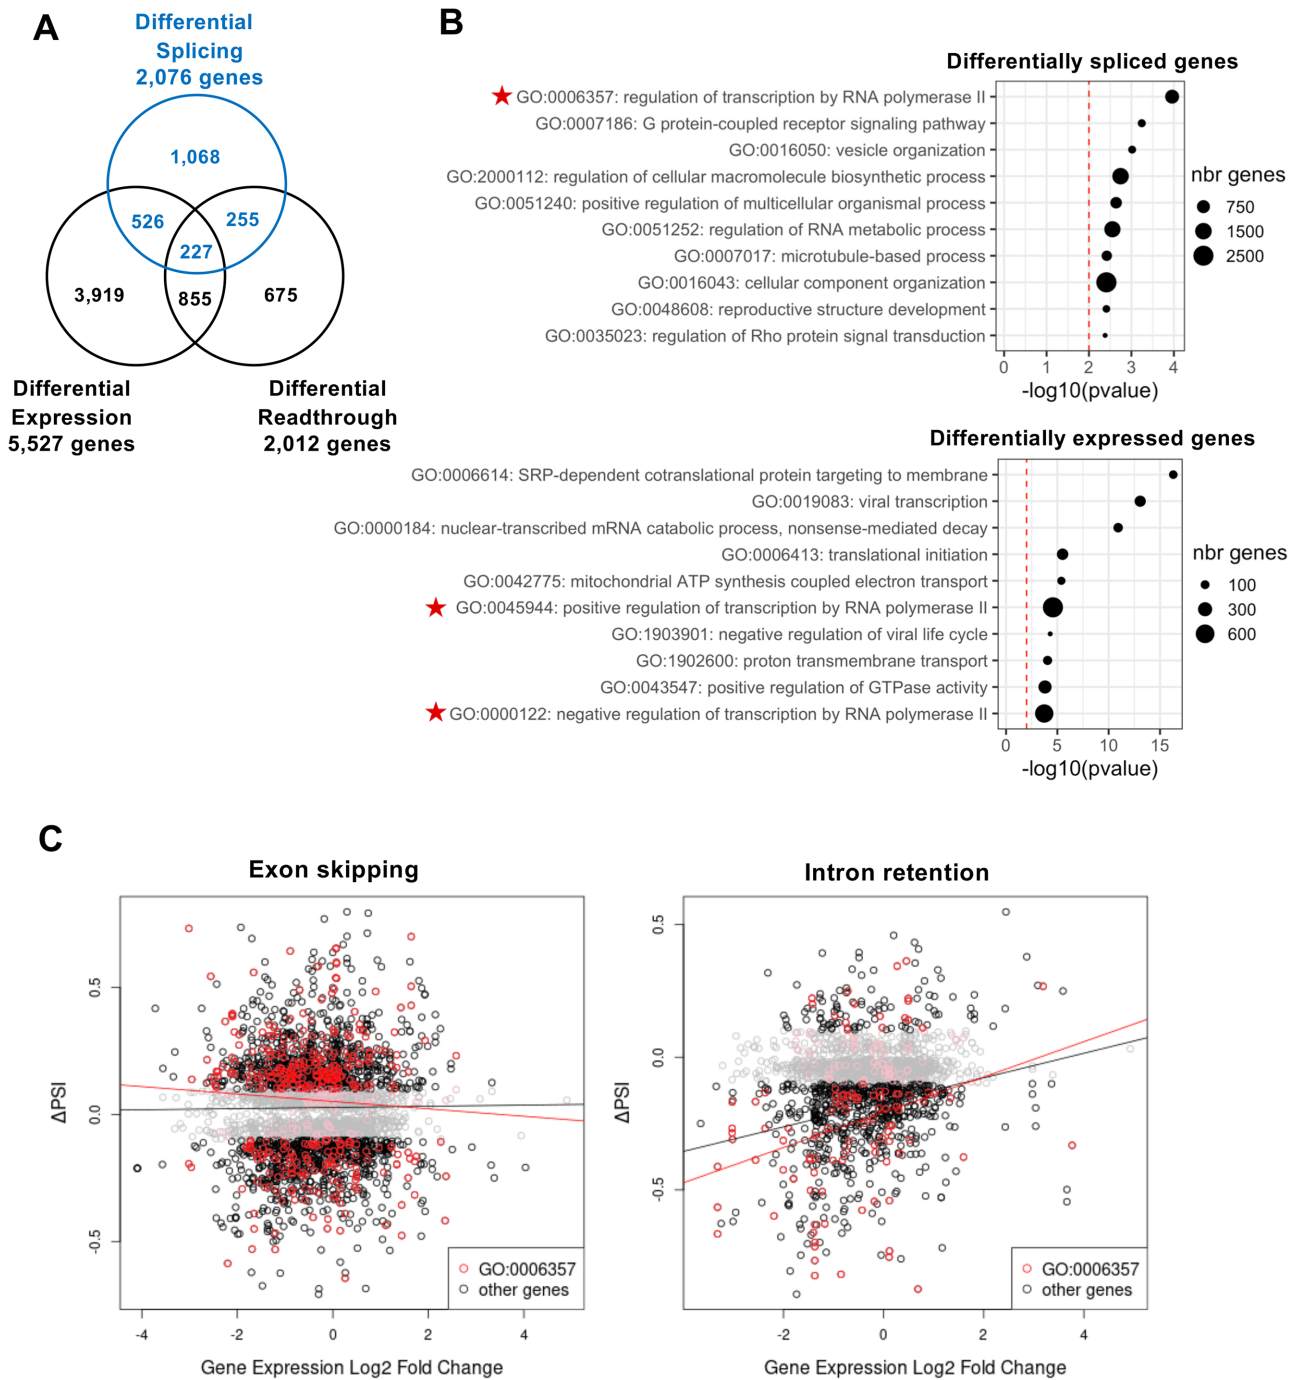 A
Differential
Splicing
2,076 genes
1,068
526
255
227
3,919
855
675
Differential
Expression
5,527 genes
Differential
Readthrough
2,012 genes
B
Differentially spliced genes
GO:0006357: regulation of transcription by RNA polymerase II
GO:0007186: G protein-coupled receptor signaling pathway
GO:0016050: vesicle organization
GO:2000112: regulation of cellular macromolecule biosynthetic process
GO:0051240: positive regulation of multicellular organismal process
GO:0051252: regulation of RNA metabolic process
GO:0007017: microtubule-based process
GO:0016043: cellular component organization
GO:0048608: reproductive structure development
GO:0035023: regulation of Rho protein signal transduction
0 1 2 3 4
-log10(pvalue)
nbr genes
750
1500
2500
Differentially expressed genes
GO:0006614: SRP-dependent cotranslational protein targeting to membrane
GO:0019083: viral transcription
GO:0000184: nuclear-transcribed mRNA catabolic process, nonsense-mediated decay
GO:0006413: translational initiation
GO:0042775: mitochondrial ATP synthesis coupled electron transport
GO:0045944: positive regulation of transcription by RNA polymerase II
GO:1903901: negative regulation of viral life cycle
GO:1902600: proton transmembrane transport
GO:0043547: positive regulation of GTPase activity
GO:0000122: negative regulation of transcription by RNA polymerase II
0 5 10 15
-log10(pvalue)
nbr genes
100
300
600
C
Exon skipping
0.5
0.0
-0.5
ΔPSI
GO:0006357
other genes
-4 -2 0 2 4
Gene Expression Log2 Fold Change
Intron retention
0.5
0.0
-0.5
ΔPSI
GO:0006357
other genes
-2 0 2 4
Gene Expression Log2 Fold Change